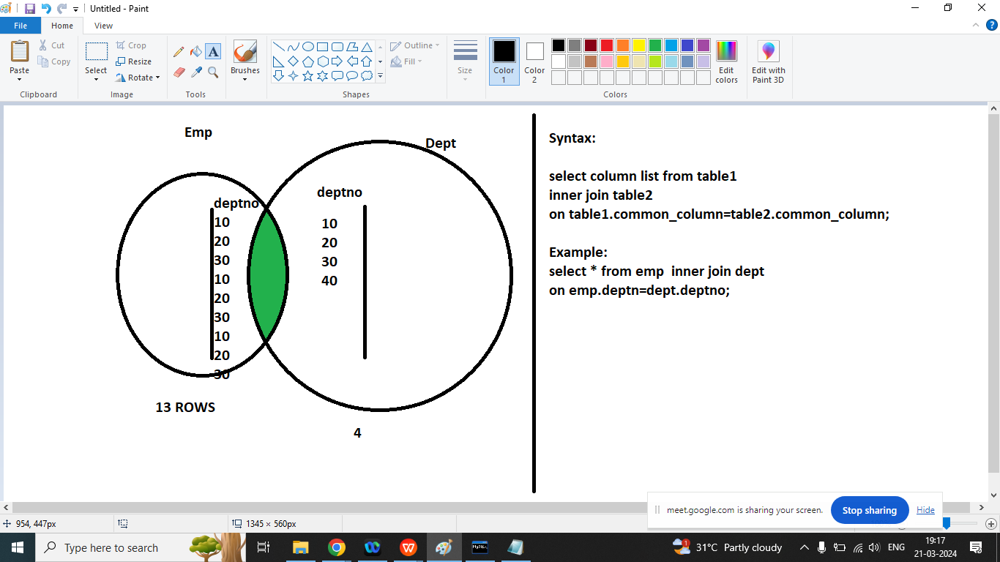 Untitled - Paint
File
Home
View
Paste
Cut
Copy
Clipboard
Select
Crop
Resize
Rotate
Image
A
Tools
Brushes
Shapes
Outline
Fill
Size
Color 1
Color 2
Colors
Edit colors
Edit with Paint 3D
Emp
Dept
deptno
10
20
30
10
20
30
10
20
30
13 ROWS
deptno
10
20
30
40
4
Syntax:
select column list from table1
inner join table2
on table1.common_column=table2.common_column;
Example:
select * from emp  inner join dept
on emp.deptn=dept.deptno;
meet.google.com is sharing your screen.
Stop sharing
Hide
954, 447px
1345 × 560px
Type here to search
W
MySQL
1
31°C Partly cloudy
ENG
19:17
21-03-2024